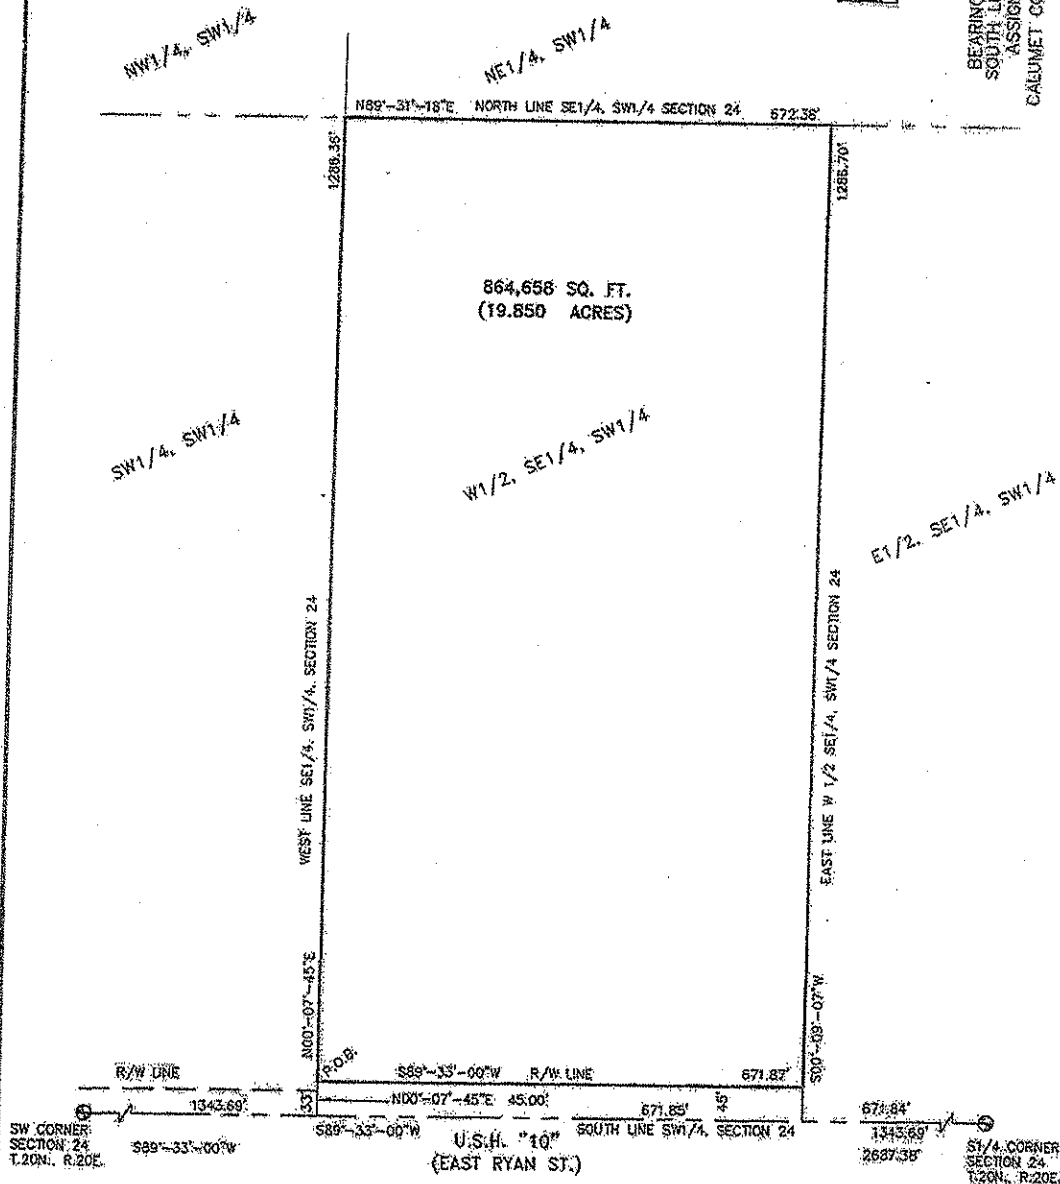 BEARING
SOUTH LI
ASSIGN
CALUMET CO
NW1/4, SW1/4
NE1/4, SW1/4
N89°-31'-18"E NORTH LINE SE1/4, SW1/4 SECTION 24 672.38'
1286.36'
1286.70'
864,658 SQ. FT.
(19.850 ACRES)
SW1/4, SW1/4
W1/2, SE1/4, SW1/4
E1/2, SE1/4, SW1/4
WEST LINE SE1/4, SW1/4, SECTION 24
EAST LINE W 1/2 SE1/4, SW1/4 SECTION 24
N00°-07'-45"E
S00°-09'-07"W
P.O.B.
R/W LINE
S89°-33'-00"W R/W LINE 671.87'
33'
N00°-07'-45"E 45.00'
45'
1343.69'
671.85'
671.84'
SW CORNER
SECTION 24
T.20N., R.20E.
S89°-33'-00"W
S89°-33'-00"W
SOUTH LINE SW1/4, SECTION 24
U.S.H. "10"
(EAST RYAN ST.)
1343.69'
2687.38'
S1/4 CORNER
SECTION 24
T.20N., R.20E.